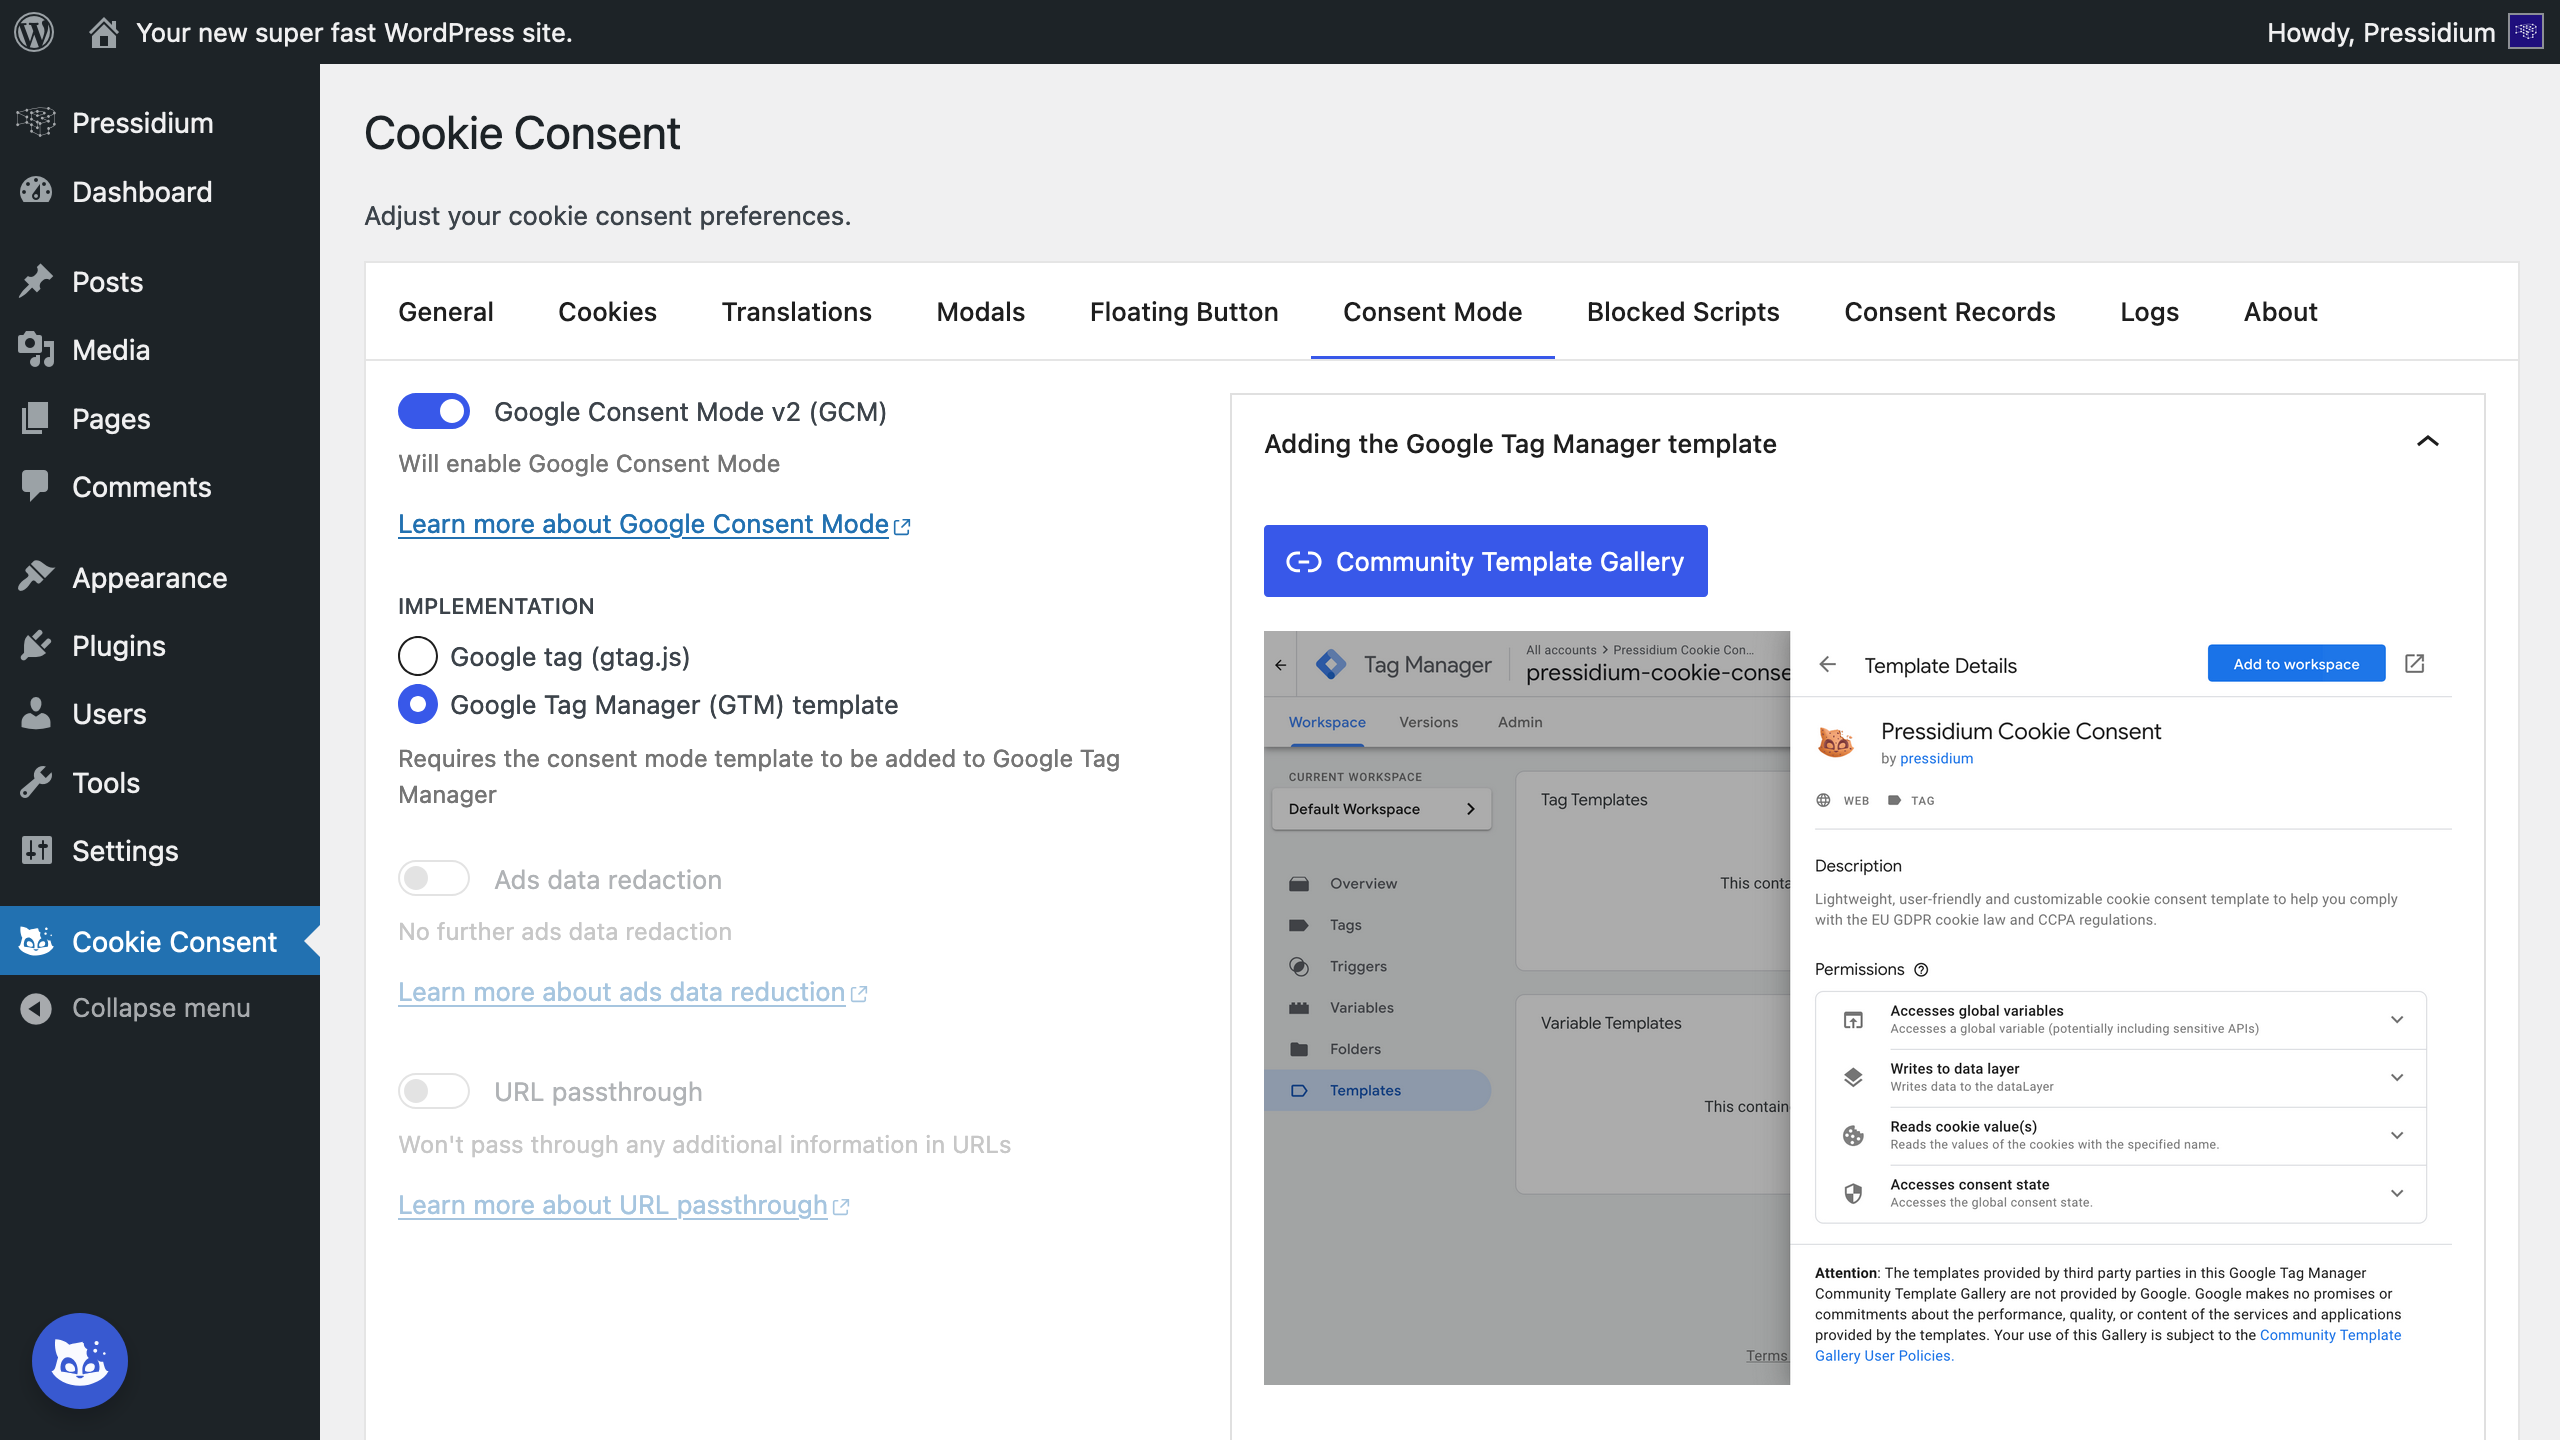 Your new super fast WordPress site.
Howdy, Pressidium
Pressidium
Dashboard
Posts
Media
Pages
Comments
Appearance
Plugins
Users
Tools
Settings
Cookie Consent
Collapse menu
Cookie Consent
Adjust your cookie consent preferences.
General Cookies Translations Modals Floating Button Consent Mode Blocked Scripts Consent Records Logs About
Google Consent Mode v2 (GCM)
Will enable Google Consent Mode
Learn more about Google Consent Mode
IMPLEMENTATION
Google tag (gtag.js)
Google Tag Manager (GTM) template
Requires the consent mode template to be added to Google Tag
Manager
Ads data redaction
No further ads data redaction
Learn more about ads data reduction
URL passthrough
Won't pass through any additional information in URLs
Learn more about URL passthrough
Adding the Google Tag Manager template
Community Template Gallery
Tag Manager
All accounts > Pressidium Cookie Con...
pressidium-cookie-conse
Workspace Versions Admin
CURRENT WORKSPACE
Default Workspace
Overview
Tags
Triggers
Variables
Folders
Templates
Tag Templates
This conta
Variable Templates
This contain
Terms
Template Details
Add to workspace
Pressidium Cookie Consent
by pressidium
WEB TAG
Description
Lightweight, user-friendly and customizable cookie consent template to help you comply
with the EU GDPR cookie law and CCPA regulations.
Permissions
Accesses global variables
Accesses a global variable (potentially including sensitive APIs)
Writes to data layer
Writes data to the dataLayer
Reads cookie value(s)
Reads the values of the cookies with the specified name.
Accesses consent state
Accesses the global consent state.
Attention: The templates provided by third party parties in this Google Tag Manager
Community Template Gallery are not provided by Google. Google makes no promises or
commitments about the performance, quality, or content of the services and applications
provided by the templates. Your use of this Gallery is subject to the Community Template
Gallery User Policies.